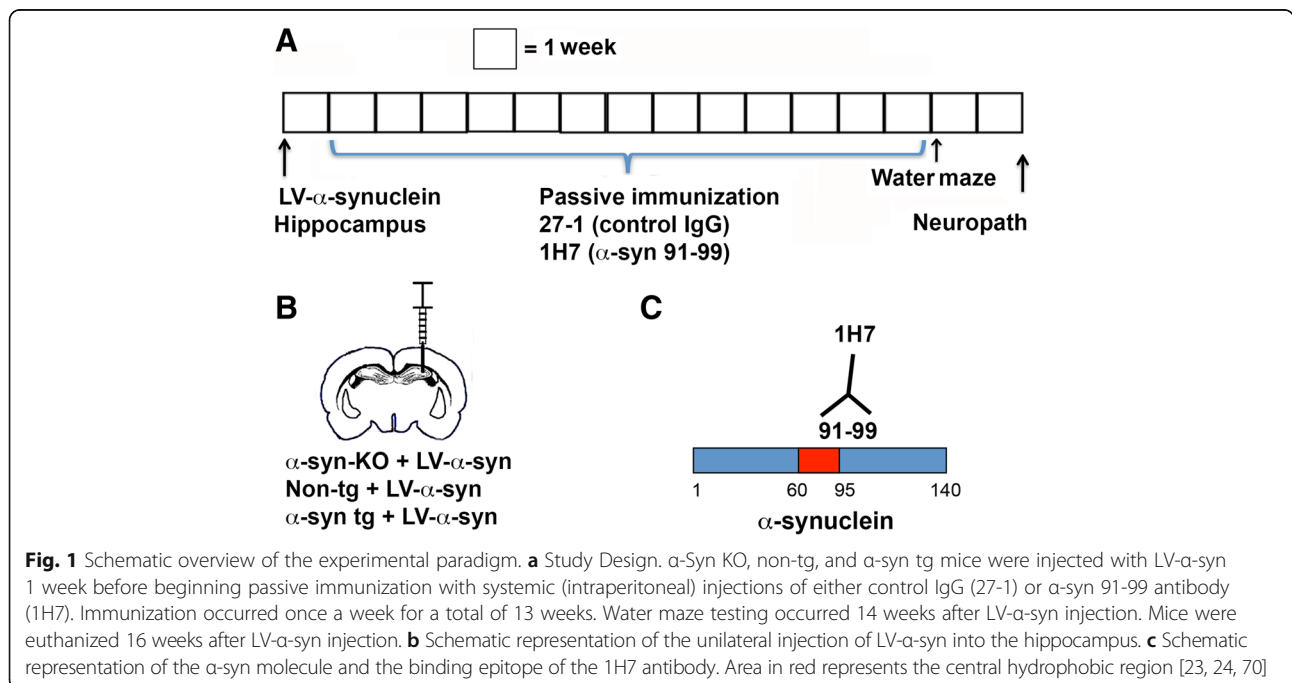 A
= 1 week
LV-α-synuclein
Hippocampus
Passive immunization
27-1 (control IgG)
1H7 (α-syn 91-99)
Water maze
Neuropath
B
α-syn-KO + LV-α-syn
Non-tg + LV-α-syn
α-syn tg + LV-α-syn
C
1H7
91-99
1 60 95 140
α-synuclein
Fig. 1 Schematic overview of the experimental paradigm. a Study Design. α-Syn KO, non-tg, and α-syn tg mice were injected with LV-α-syn
1 week before beginning passive immunization with systemic (intraperitoneal) injections of either control IgG (27-1) or α-syn 91-99 antibody
(1H7). Immunization occurred once a week for a total of 13 weeks. Water maze testing occurred 14 weeks after LV-α-syn injection. Mice were
euthanized 16 weeks after LV-α-syn injection. b Schematic representation of the unilateral injection of LV-α-syn into the hippocampus. c Schematic
representation of the α-syn molecule and the binding epitope of the 1H7 antibody. Area in red represents the central hydrophobic region [23, 24, 70]